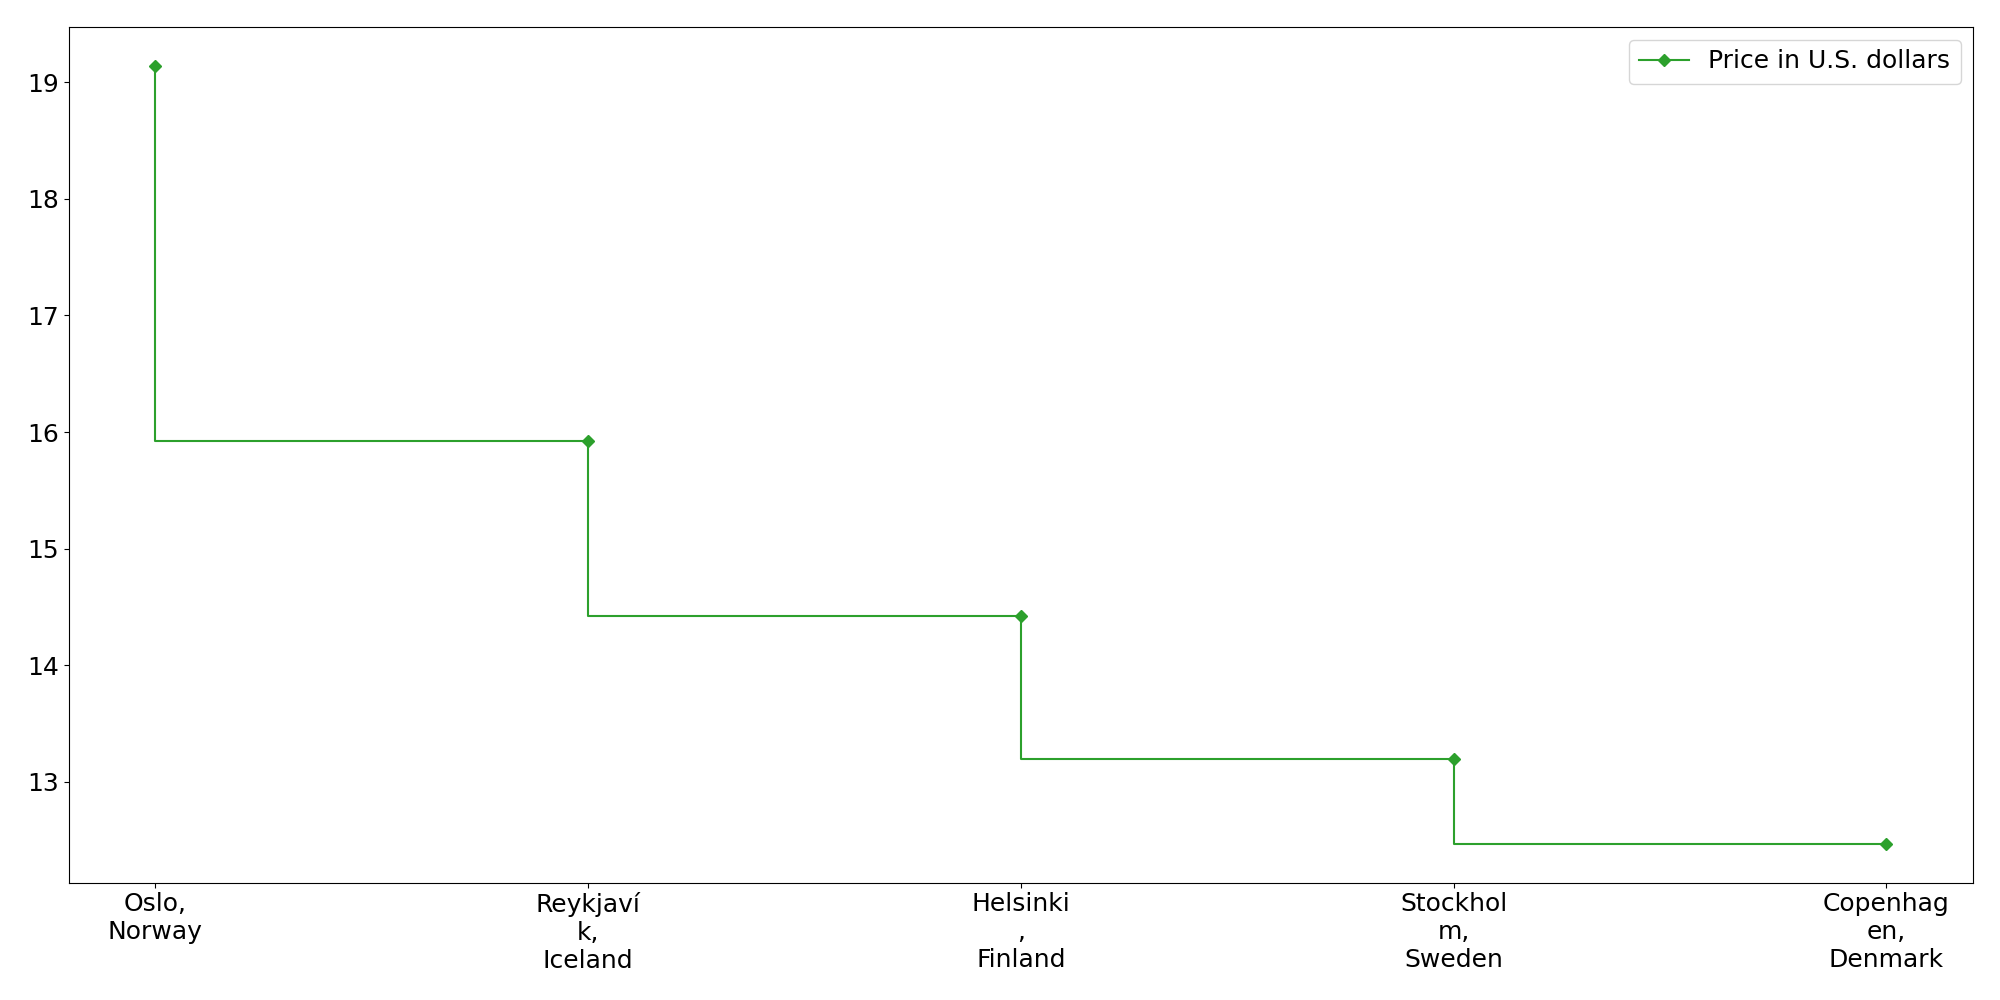 Price in U.S. dollars
19
18
17
16
15
14
13
Oslo,
Norway
Reykjaví
k,
Iceland
Helsinki
,
Finland
Stockhol
m,
Sweden
Copenhag
en,
Denmark